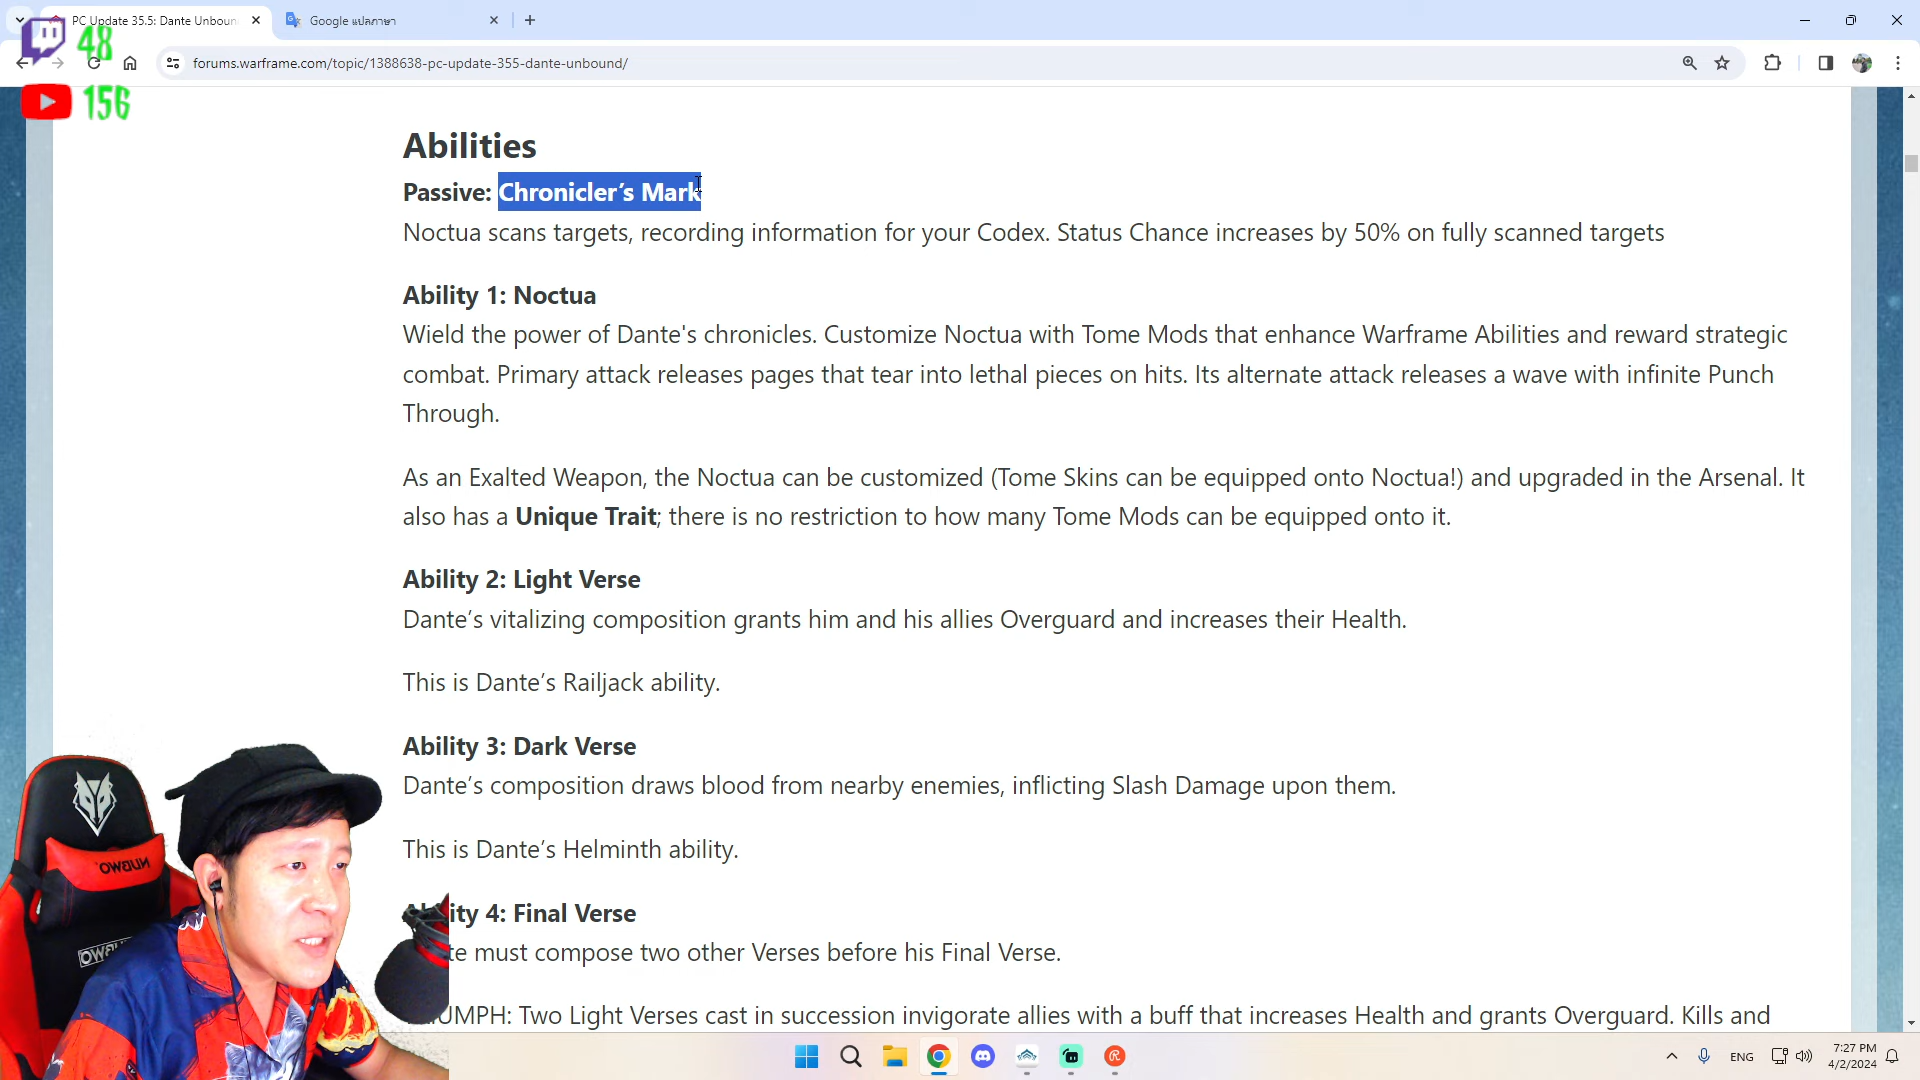 PC Update 35.5: Dante Unboun
Google แปลภาษา
48
forums.warframe.com/topic/1388638-pc-update-355-dante-unbound/
156
Abilities
Passive: Chronicler’s Mark
Noctua scans targets, recording information for your Codex. Status Chance increases by 50% on fully scanned targets
Ability 1: Noctua
Wield the power of Dante's chronicles. Customize Noctua with Tome Mods that enhance Warframe Abilities and reward strategic
combat. Primary attack releases pages that tear into lethal pieces on hits. Its alternate attack releases a wave with infinite Punch
Through.
As an Exalted Weapon, the Noctua can be customized (Tome Skins can be equipped onto Noctua!) and upgraded in the Arsenal. It
also has a Unique Trait; there is no restriction to how many Tome Mods can be equipped onto it.
Ability 2: Light Verse
Dante’s vitalizing composition grants him and his allies Overguard and increases their Health.
This is Dante’s Railjack ability.
Ability 3: Dark Verse
Dante’s composition draws blood from nearby enemies, inflicting Slash Damage upon them.
This is Dante’s Helminth ability.
ity 4: Final Verse
te must compose two other Verses before his Final Verse.
UMPH: Two Light Verses cast in succession invigorate allies with a buff that increases Health and grants Overguard. Kills and
ENG
7:27 PM
4/2/2024